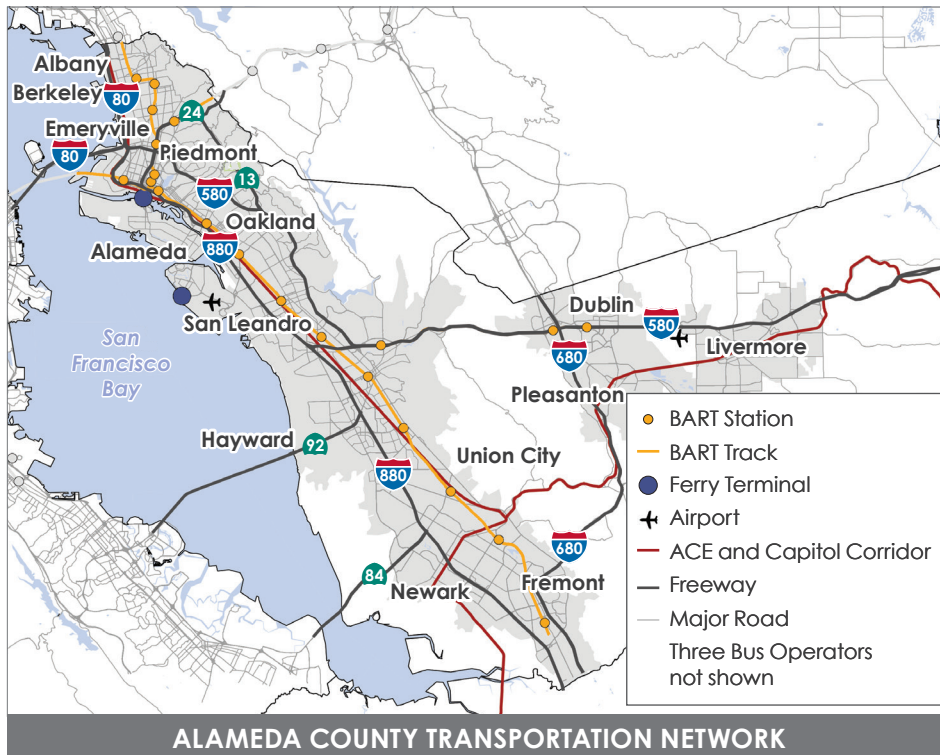 Albany
Berkeley
80
24
Emeryville
80
Piedmont
13
580
Oakland
880
Alameda
San Leandro
San
Francisco
Bay
Dublin
580
680
Livermore
Pleasanton
Hayward
92
Union City
880
680
84
Newark
Fremont
BART Station
BART Track
Ferry Terminal
Airport
ACE and Capitol Corridor
Freeway
Major Road
Three Bus Operators
not shown
ALAMEDA COUNTY TRANSPORTATION NETWORK